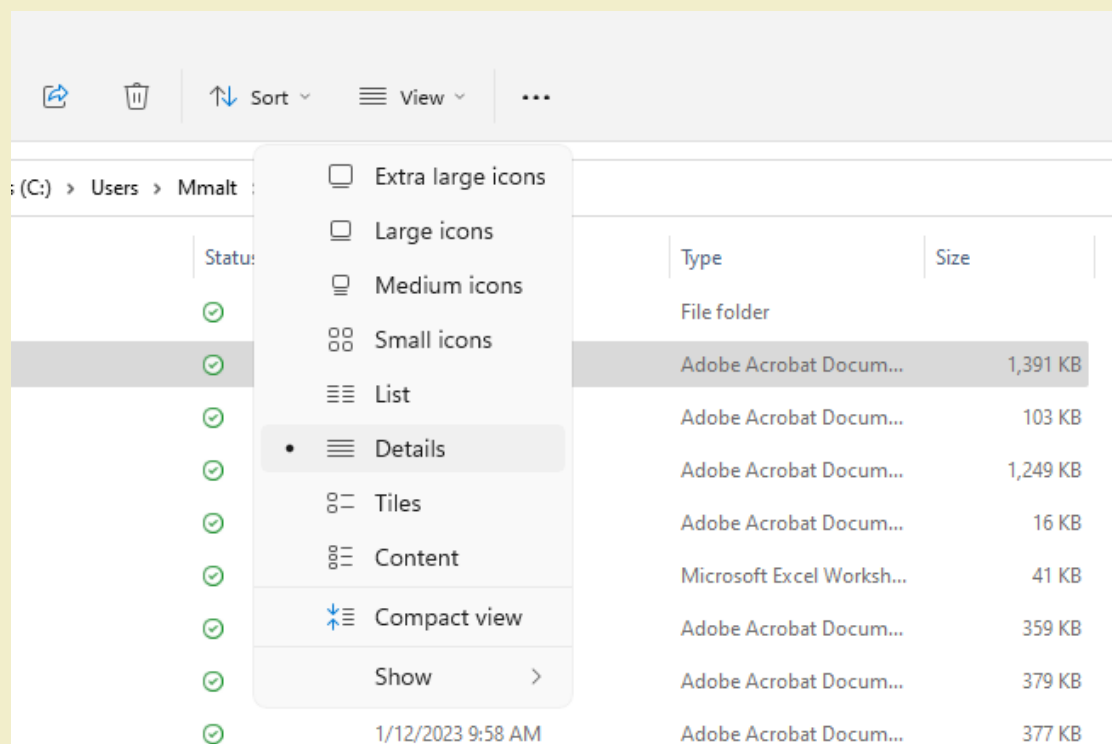 Sort View
(C:) > Users > Mmalt
Extra large icons
Large icons
Medium icons
Small icons
List
• Details
Tiles
Content
Compact view
Show >
Status Type Size
File folder
Adobe Acrobat Docum... 1,391 KB
Adobe Acrobat Docum... 103 KB
Adobe Acrobat Docum... 1,249 KB
Adobe Acrobat Docum... 16 KB
Microsoft Excel Worksh... 41 KB
Adobe Acrobat Docum... 359 KB
Adobe Acrobat Docum... 379 KB
1/12/2023 9:58 AM Adobe Acrobat Docum... 377 KB